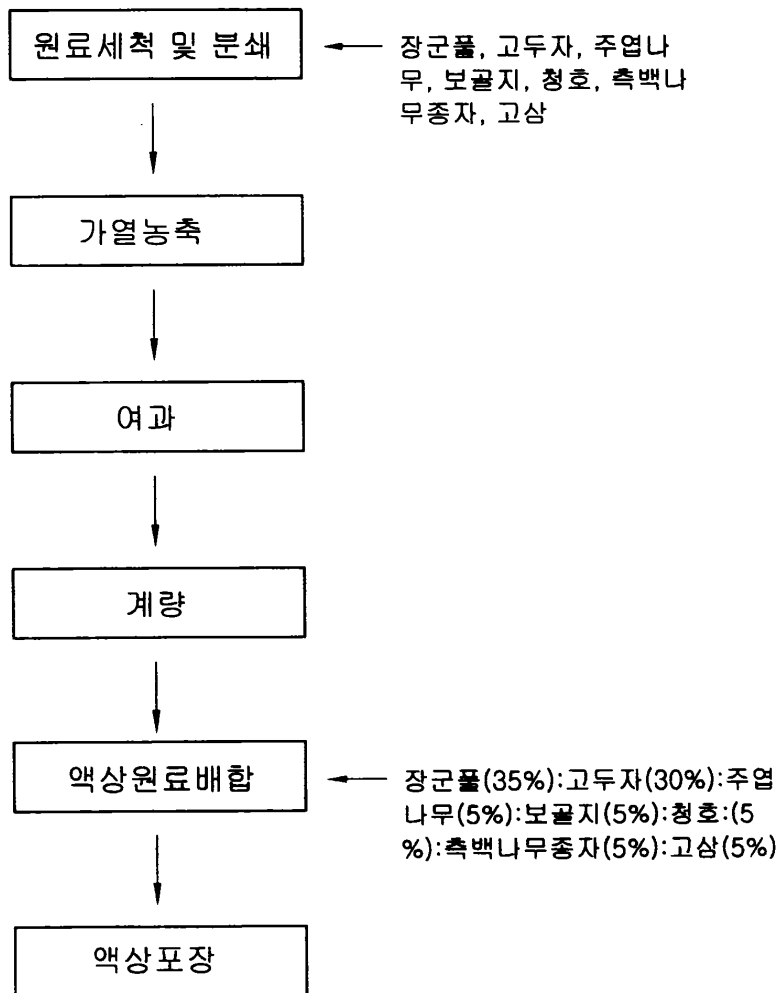 원료세척 및 분쇄
장군풀, 고두자, 주엽나
무, 보골지, 청호, 측백나
무종자, 고삼
가열농축
여과
계량
액상원료배합
장군풀(35%):고두자(30%):주엽
나무(5%):보골지(5%):청호:(5
%):측백나무종자(5%):고삼(5%)
액상포장